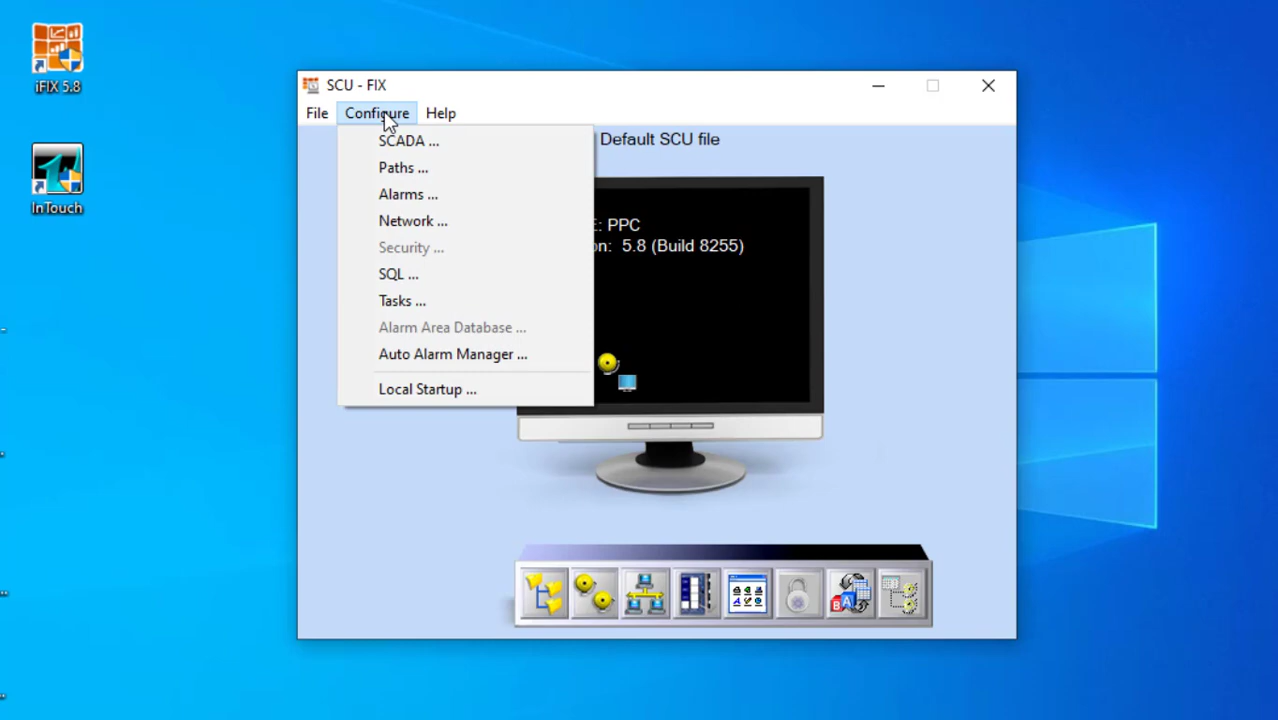 iFIX 5.8
InTouch
SCU - FIX
File Configure Help
SCADA ...
Paths ...
Alarms ...
Network ...
Security ...
SQL ...
Tasks ...
Alarm Area Database ...
Auto Alarm Manager ...
Local Startup ...
Default SCU file
E: PPC
on: 5.8 (Build 8255)